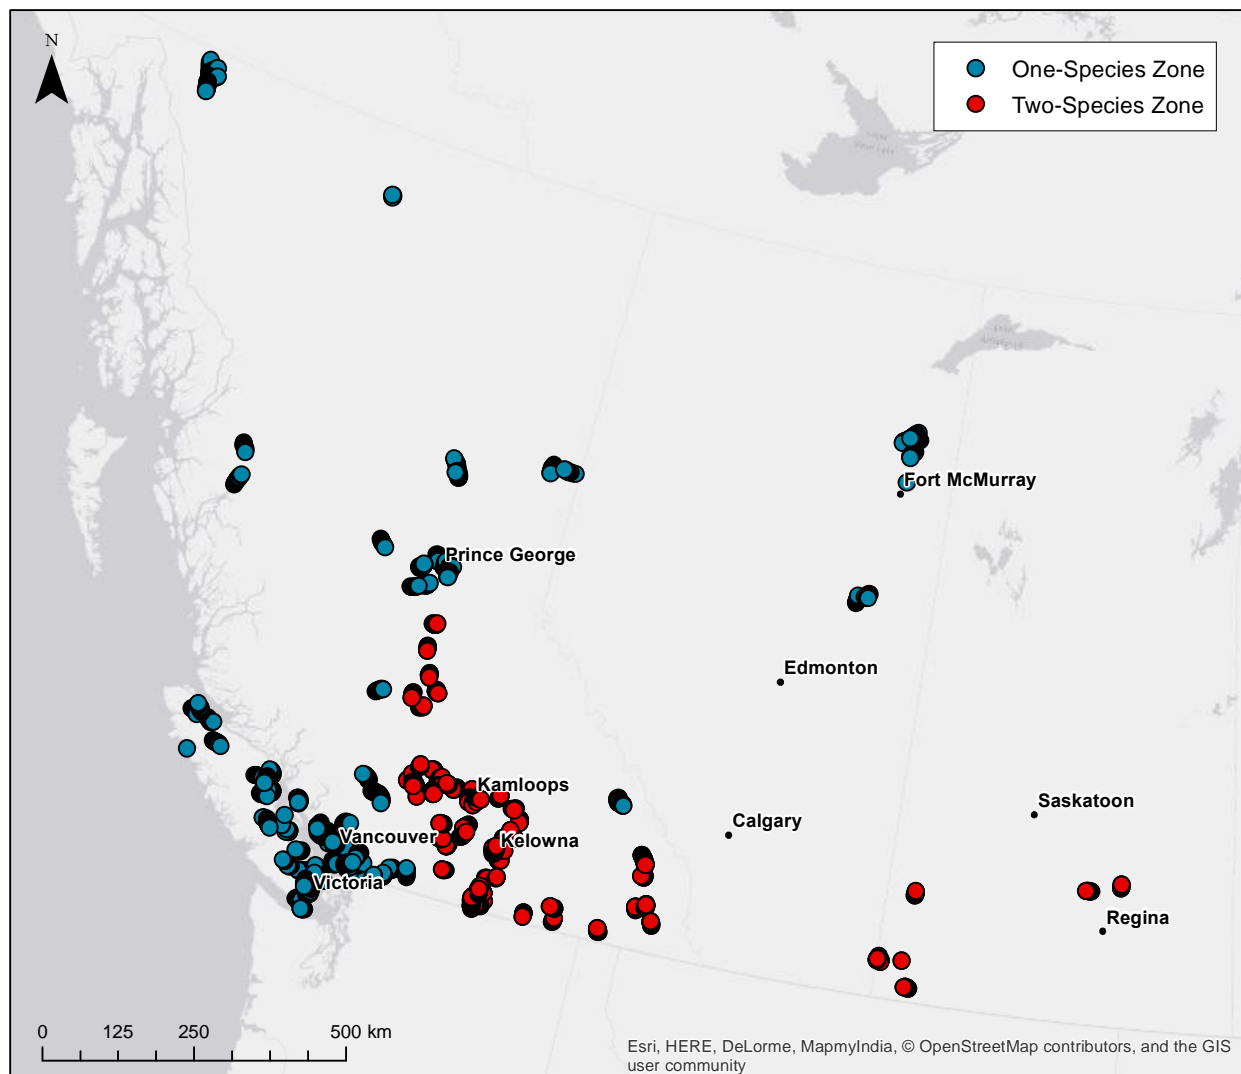 N
One-Species Zone
Two-Species Zone
Fort McMurray
Prince George
Edmonton
Kamloops
Saskatoon
Calgary
Vancouver
Kelowna
Victoria
Regina
0 125 250 500 km
Esri, HERE, DeLorme, MapmyIndia, © OpenStreetMap contributors, and the GIS
user community